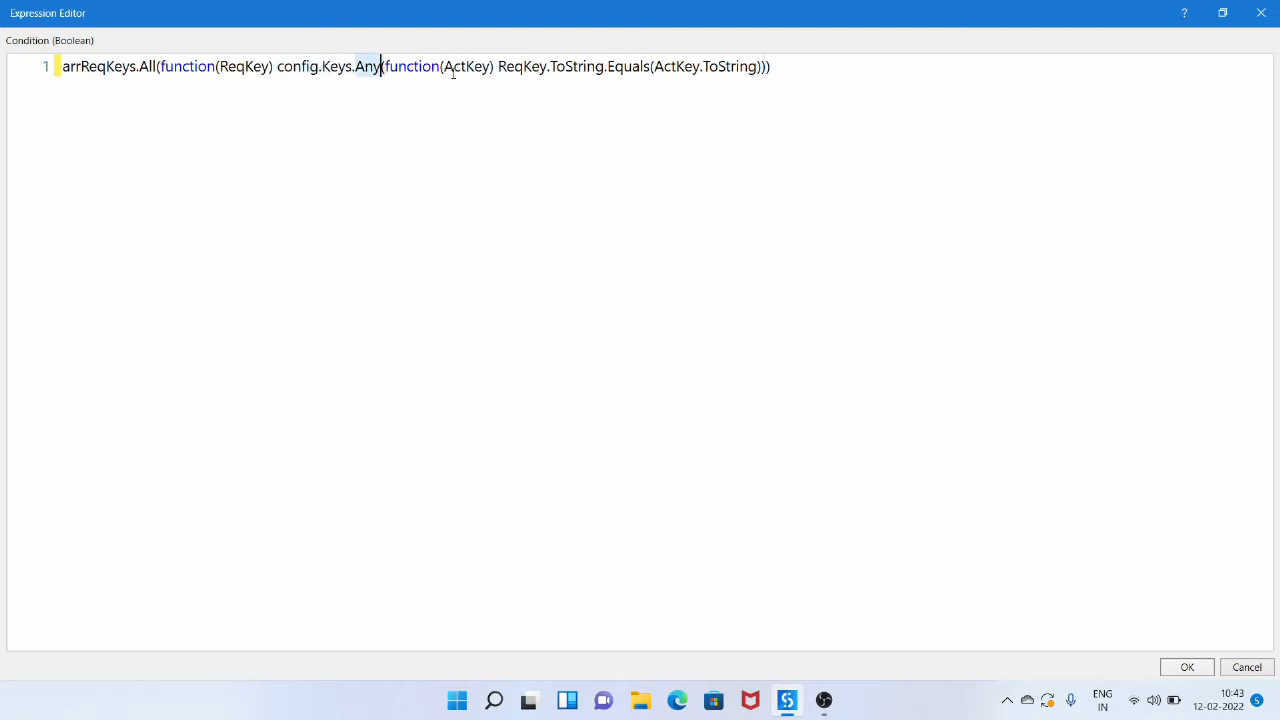 Expression Editor
?
Condition (Boolean)
1 arrReqKeys.All(function(ReqKey) config.Keys.Any(function(ActKey) ReqKey.ToString.Equals(ActKey.ToString)))
OK Cancel
ENG
IN
10:43
12-02-2022
5